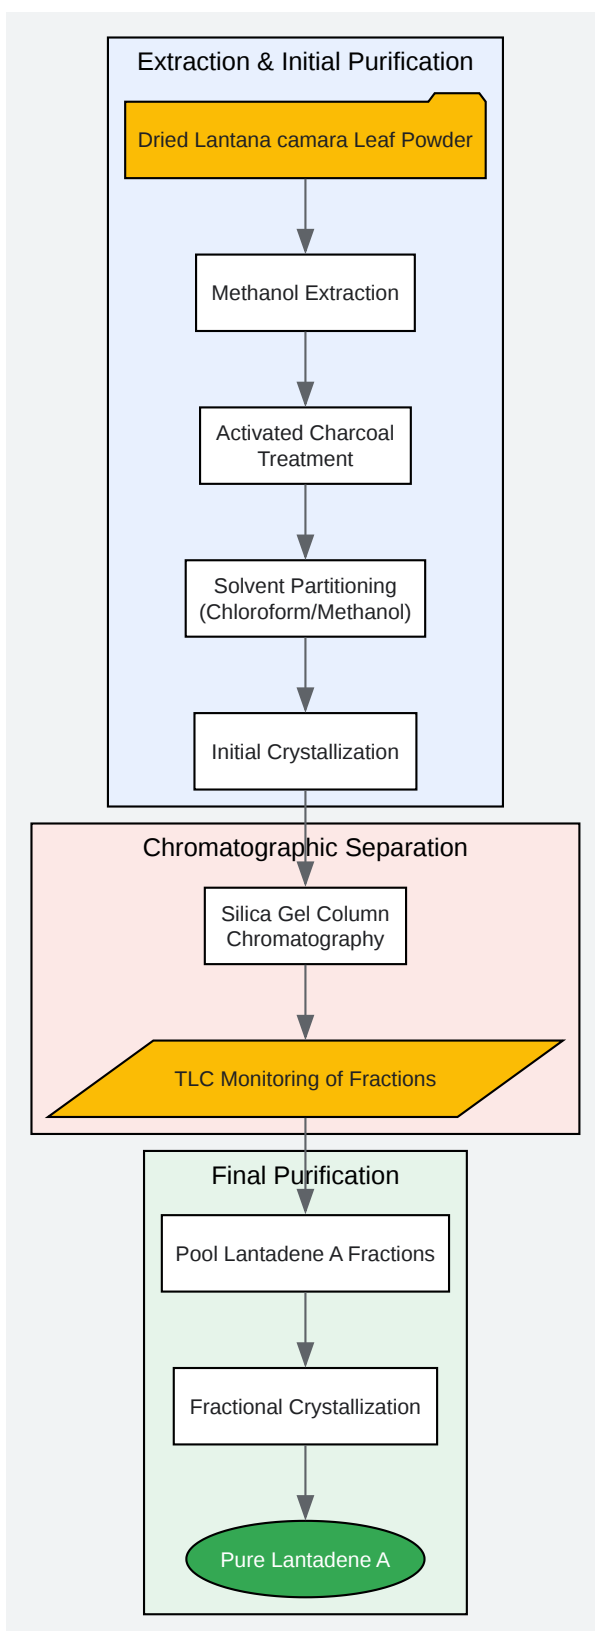 Extraction & Initial Purification
Dried Lantana camara Leaf Powder
Methanol Extraction
Activated Charcoal
Treatment
Solvent Partitioning
(Chloroform/Methanol)
Initial Crystallization
Chromatographic Separation
Silica Gel Column
Chromatography
TLC Monitoring of Fractions
Final Purification
Pool Lantadene A Fractions
Fractional Crystallization
Pure Lantadene A